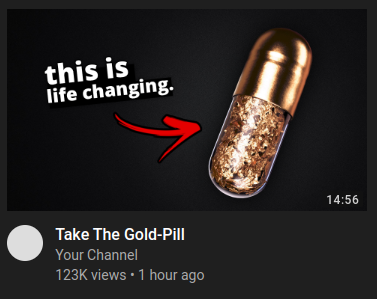 this is
life changing.
14:56
Take The Gold-Pill
Your Channel
123K views • 1 hour ago